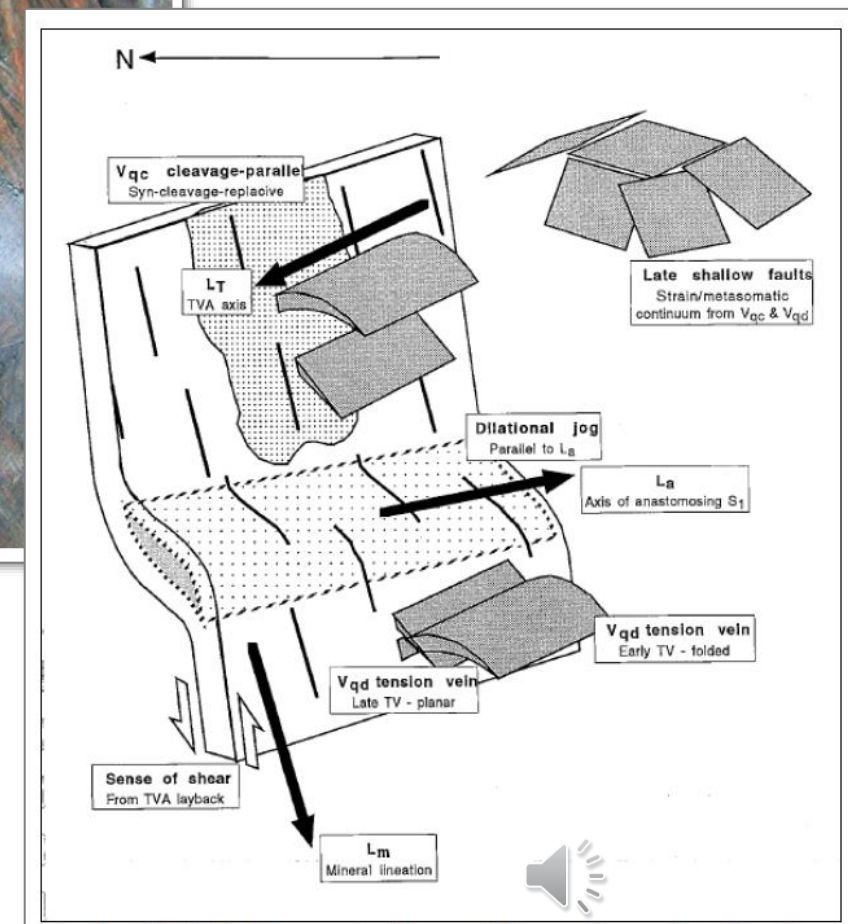 N
Vqc cleavage-paralle
Syn-cleavage-replacive
LT
TVA axis
Late shallow faults
Strain/metasomatic
continuum from Vqc & Vqd
Dilational jog
Parallel to La
La
Axis of anastomosing S1
Vqd tension vein
Early TV - folded
Vqd tension vein
Late TV - planar
Sense of shear
From TVA layback
Lm
Mineral lineation